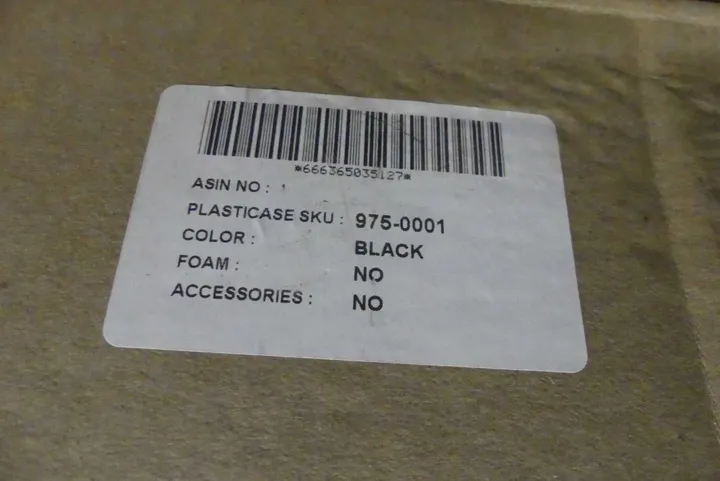 *666365035127*
ASIN NO :
PLASTICASE SKU : 975-0001
COLOR : BLACK
FOAM : NO
ACCESSORIES : NO